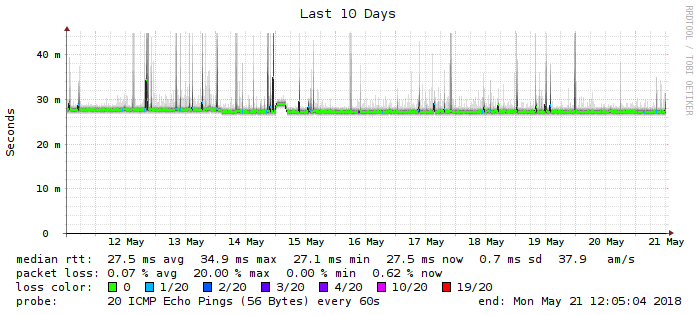 Last 10 Days
RRDTOOL / TOBI OETIKER
Seconds
40 m
30 m
20 m
10 m
0
12 May 13 May 14 May 15 May 16 May 17 May 18 May 19 May 20 May 21 May
median rtt: 27.5 ms avg 34.9 ms max 27.1 ms min 27.5 ms now 0.7 ms sd 37.9 am/s
packet loss: 0.07 % avg 20.00 % max 0.00 % min 0.62 % now
loss color: 0 1/20 2/20 3/20 4/20 10/20 19/20
probe: 20 ICMP Echo Pings (56 Bytes) every 60s end: Mon May 21 12:05:04 2018